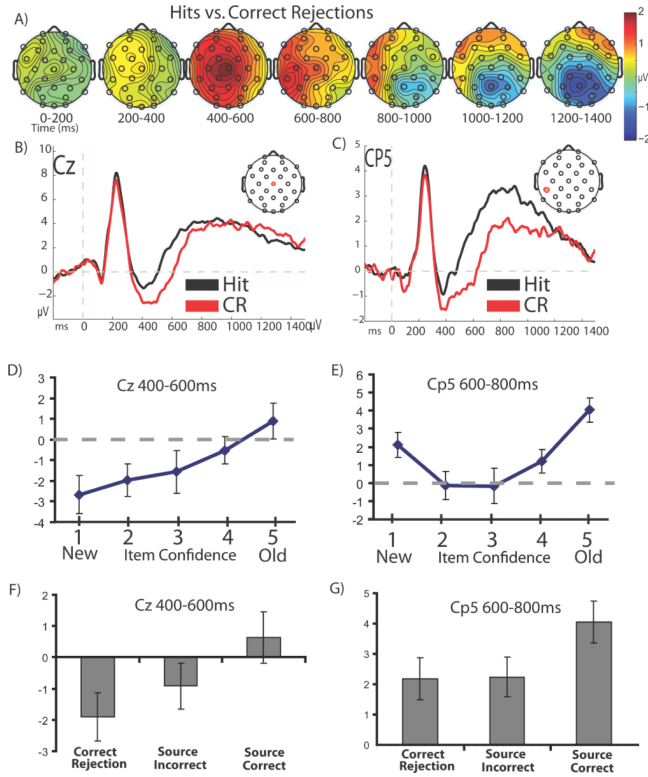 Hits vs. Correct Rejections
A)
2
1
μV
-1
-2
0-200 200-400 400-600 600-800 800-1000 1000-1200 1200-1400
Time (ms)
B)
Cz
10
8
6
4
2
0
-2
μV
ms 0 200 400 600 800 1000 1200 1400
Hit
CR
C)
CP5
5
4
3
2
1
0
-1
-2
μV
ms 0 200 400 600 800 1000 1200 1400
Hit
CR
D)
Cz 400-600ms
3
2
1
0
-1
-2
-3
-4
1 2 3 4 5
New Item Confidence Old
E)
Cp5 600-800ms
6
5
4
3
2
1
0
-1
-2
1 2 3 4 5
New Item Confidence Old
F)
Cz 400-600ms
2
1
0
-1
-2
-3
Correct Rejection
Source Incorrect
Source Correct
G)
Cp5 600-800ms
5
4
3
2
1
0
Correct Rejection
Source Incorrect
Source Correct